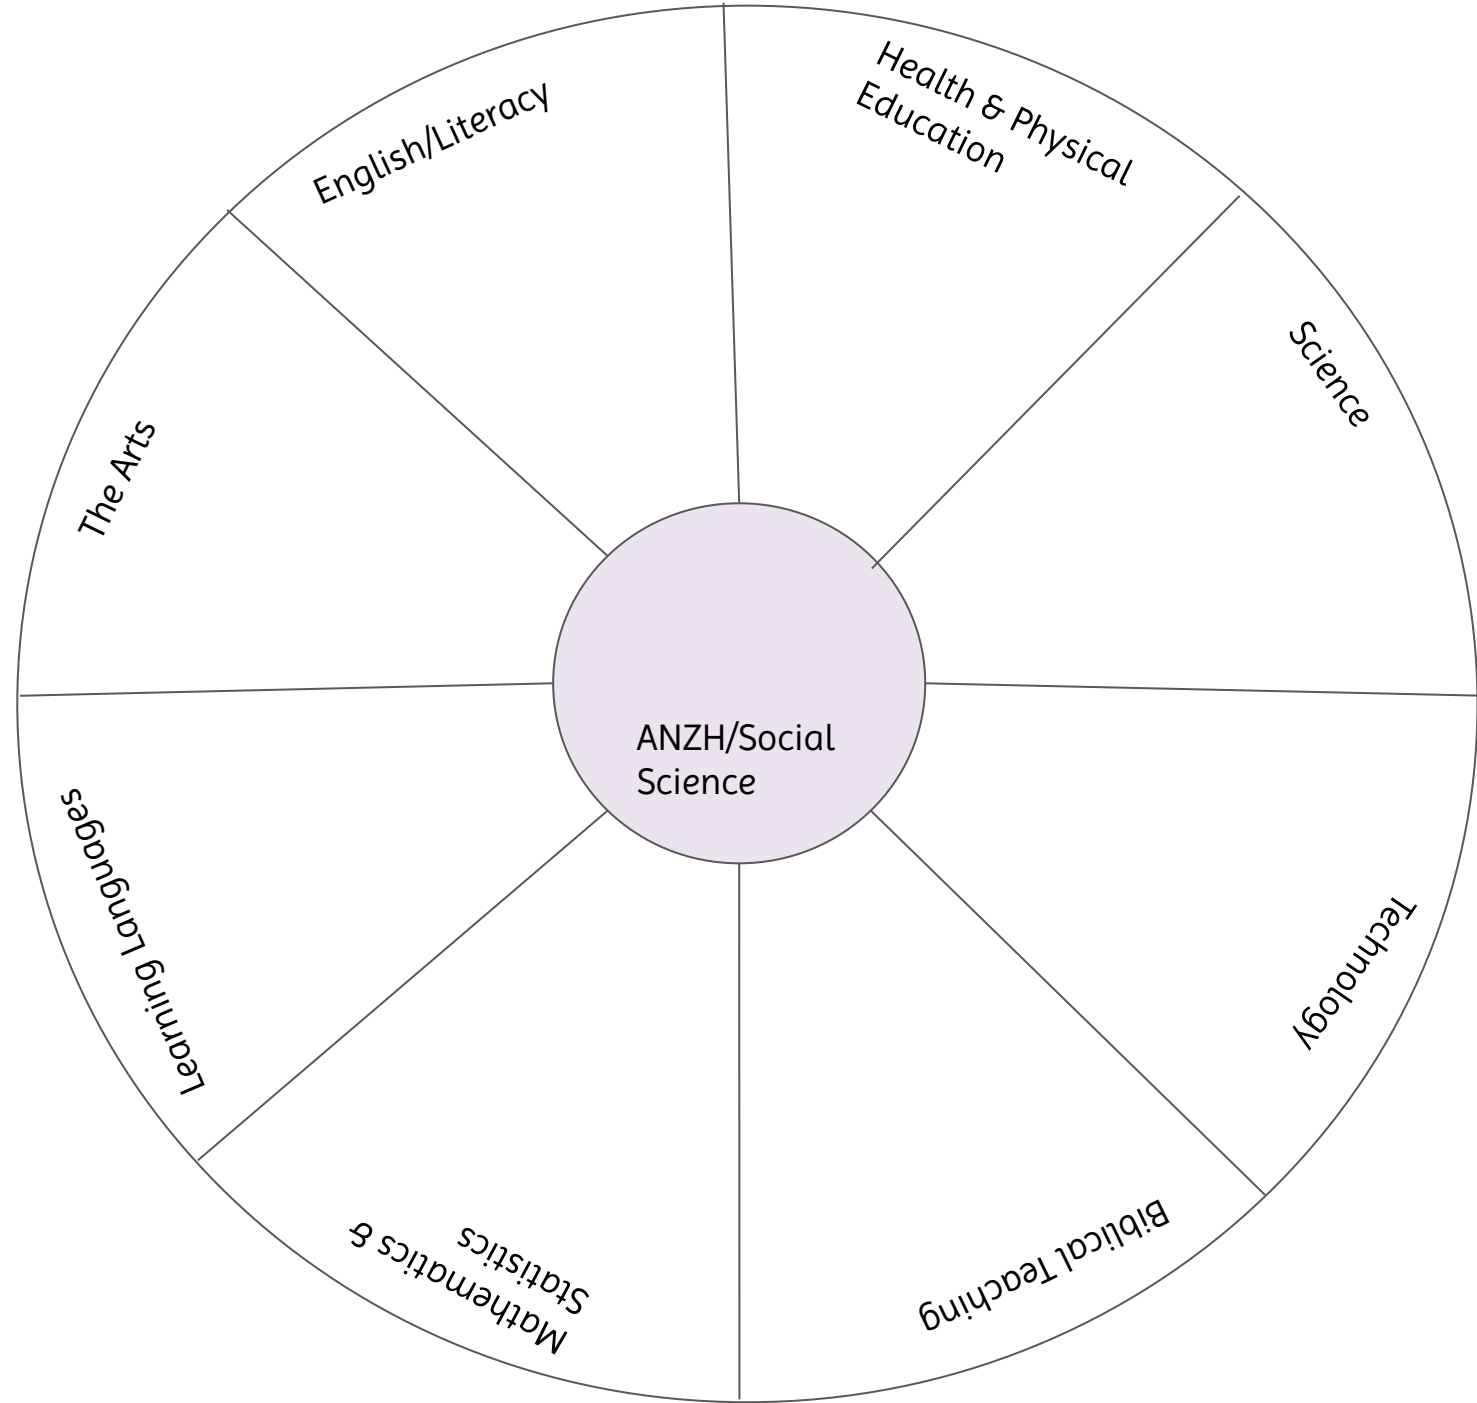 English/Literacy
Health & Physical
Education
Science
Technology
Biblical Teaching
Mathematics &
Statistics
Learning Languages
The Arts
ANZH/Social
Science